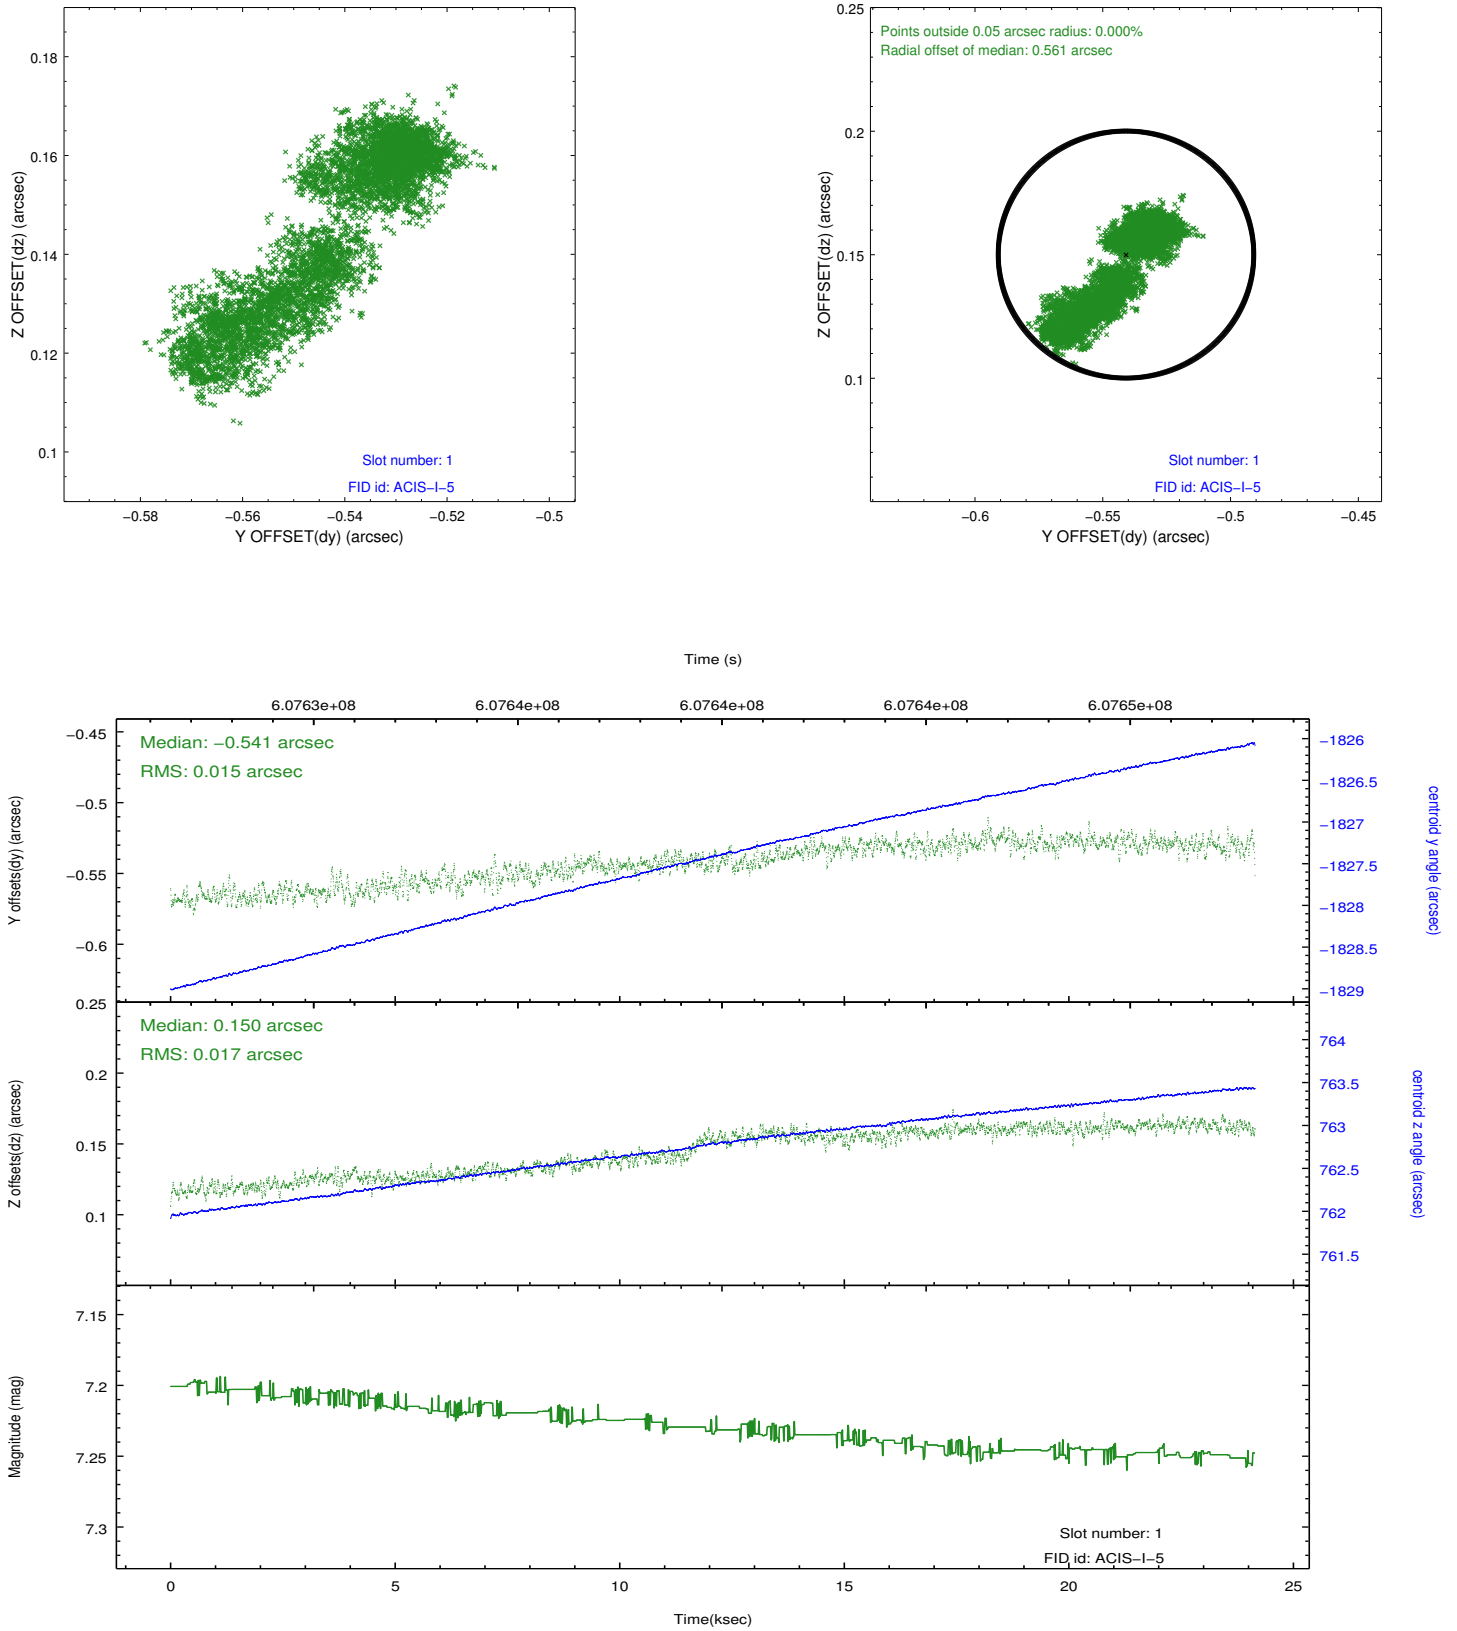 0.18
0.16
0.14
0.12
0.1
Z OFFSET(dz) (arcsec)
Slot number: 1
FID id: ACIS−I−5
−0.58 −0.56 −0.54 −0.52 −0.5
Y OFFSET(dy) (arcsec)
0.25
0.2
0.15
0.1
Z OFFSET(dz) (arcsec)
Points outside 0.05 arcsec radius: 0.000%
Radial offset of median: 0.561 arcsec
Slot number: 1
FID id: ACIS−I−5
−0.6 −0.55 −0.5 −0.45
Y OFFSET(dy) (arcsec)
Time (s)
6.0763e+08 6.0764e+08 6.0764e+08 6.0764e+08 6.0765e+08
−0.45
−0.5
−0.55
−0.6
Y offsets(dy) (arcsec)
Median: −0.541 arcsec
RMS: 0.015 arcsec
−1826
−1826.5
−1827
−1827.5
−1828
−1828.5
−1829
centroid y angle (arcsec)
0.25
0.2
0.15
0.1
Z offsets(dz) (arcsec)
Median: 0.150 arcsec
RMS: 0.017 arcsec
764
763.5
763
762.5
762
761.5
centroid z angle (arcsec)
7.15
7.2
7.25
7.3
Magnitude (mag)
Slot number: 1
FID id: ACIS−I−5
0 5 10 15 20 25
Time(ksec)